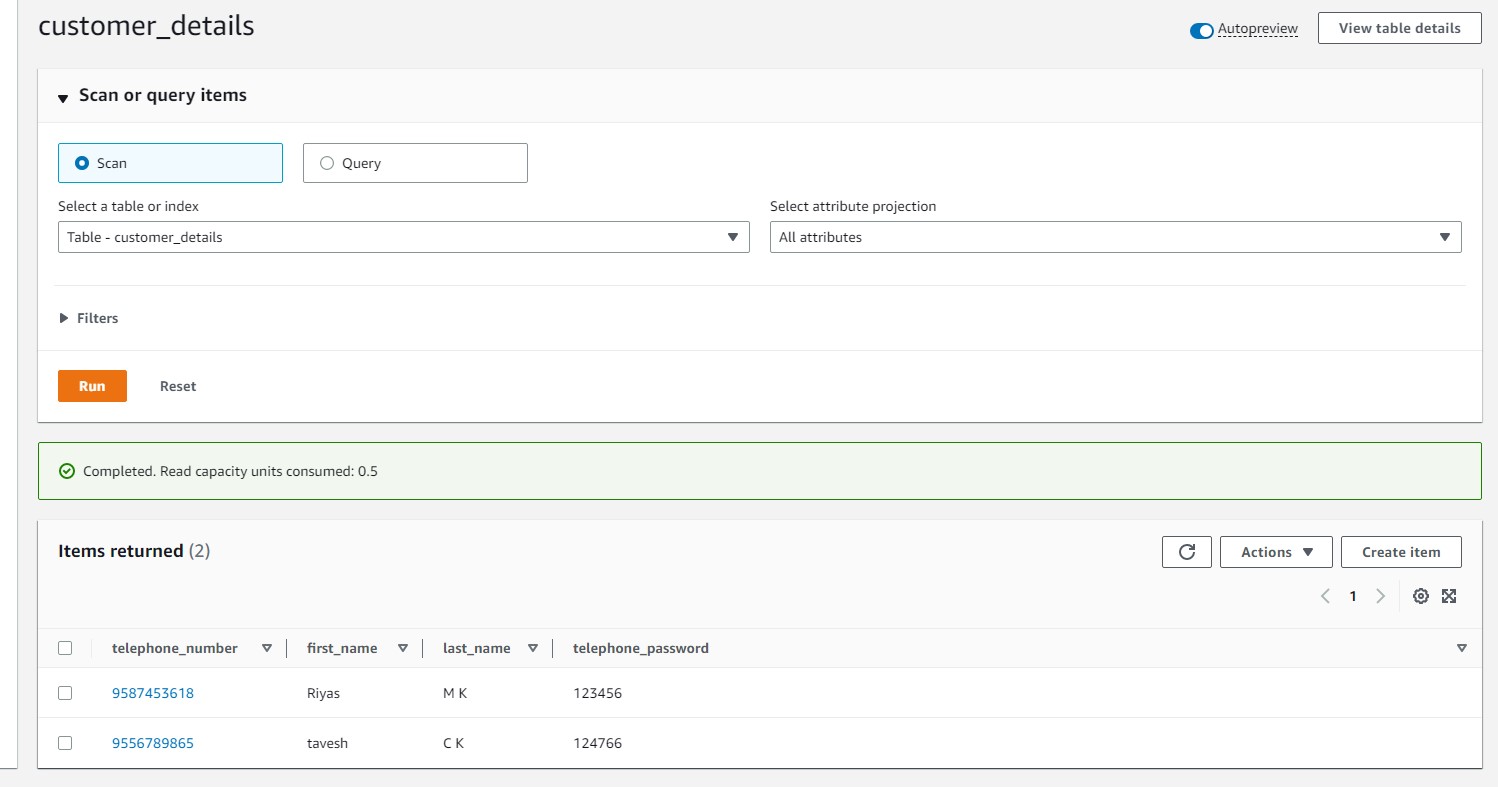 customer_details
Autopreview
View table details
Scan or query items
Scan
Query
Select a table or index
Select attribute projection
Table - customer_details
All attributes
Filters
Run
Reset
Completed. Read capacity units consumed: 0.5
Items returned (2)
Actions
Create item
1
telephone_number first_name last_name telephone_password
9587453618 Riyas M K 123456
9556789865 tavesh C K 124766